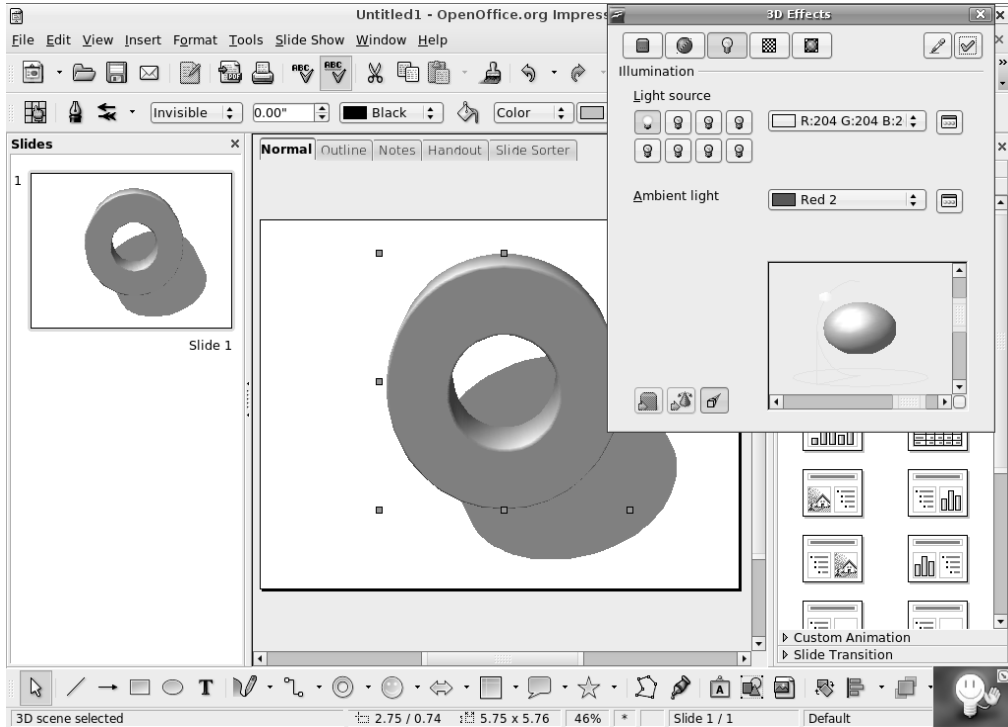 Untitled1 - OpenOffice.org Impress
File Edit View Insert Format Tools Slide Show Window Help
ABC ABC
Invisible 0.00" Black Color
Slides
Normal Outline Notes Handout Slide Sorter
1
Slide 1
3D Effects
Illumination
Light source
R:204 G:204 B:2
Ambient light
Red 2
Custom Animation
Slide Transition
T A
3D scene selected 2.75 / 0.74 5.75 x 5.76 46% * Slide 1 / 1 Default